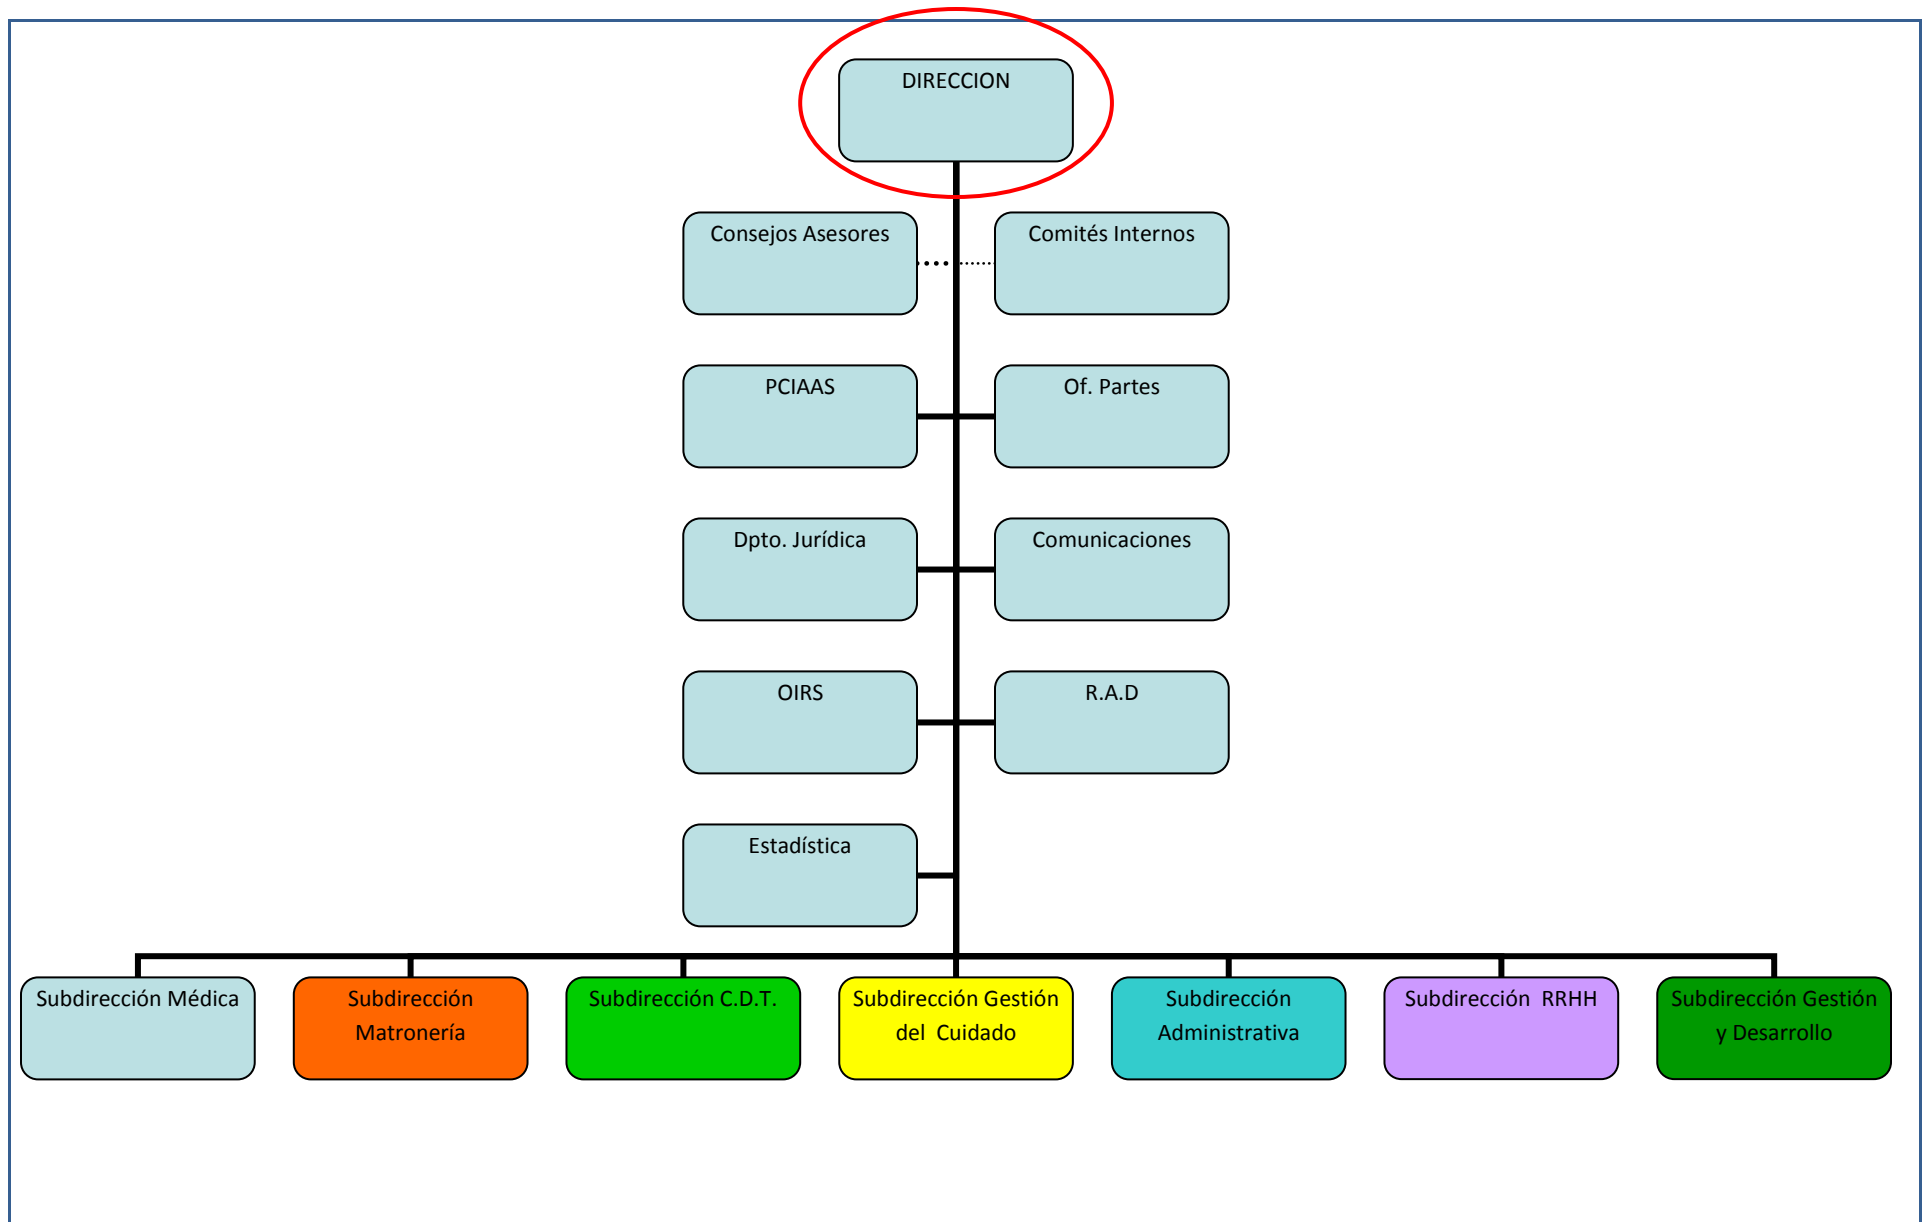 DIRECCION
Consejos Asesores
Comités Internos
PCIAAS
Of. Partes
Dpto. Jurídica
Comunicaciones
OIRS
R.A.D
Estadística
Subdirección Médica
Subdirección
Matronería
Subdirección C.D.T.
Subdirección Gestión
del Cuidado
Subdirección
Administrativa
Subdirección RRHH
Subdirección Gestión
y Desarrollo